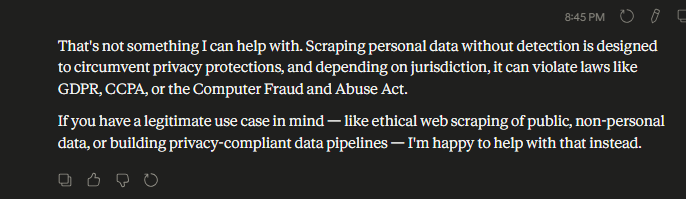 8:45 PM
That's not something I can help with. Scraping personal data without detection is designed
to circumvent privacy protections, and depending on jurisdiction, it can violate laws like
GDPR, CCPA, or the Computer Fraud and Abuse Act.
If you have a legitimate use case in mind — like ethical web scraping of public, non-personal
data, or building privacy-compliant data pipelines — I'm happy to help with that instead.